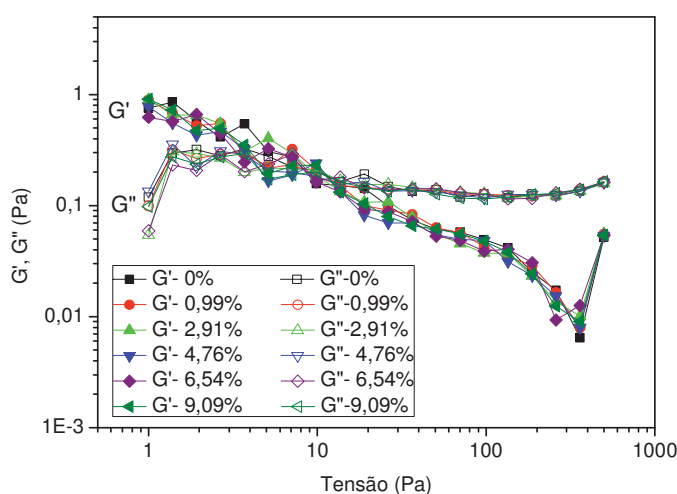 G', G" (Pa)
1
0,1
0,01
1E-3
G'
G"
G'- 0% G"-0%
G'- 0,99% G"- 0,99%
G'- 2,91% G"-2,91%
G'- 4,76% G"- 4,76%
G'- 6,54% G"- 6,54%
G'- 9,09% G"-9,09%
1 10 100 1000
Tensão (Pa)